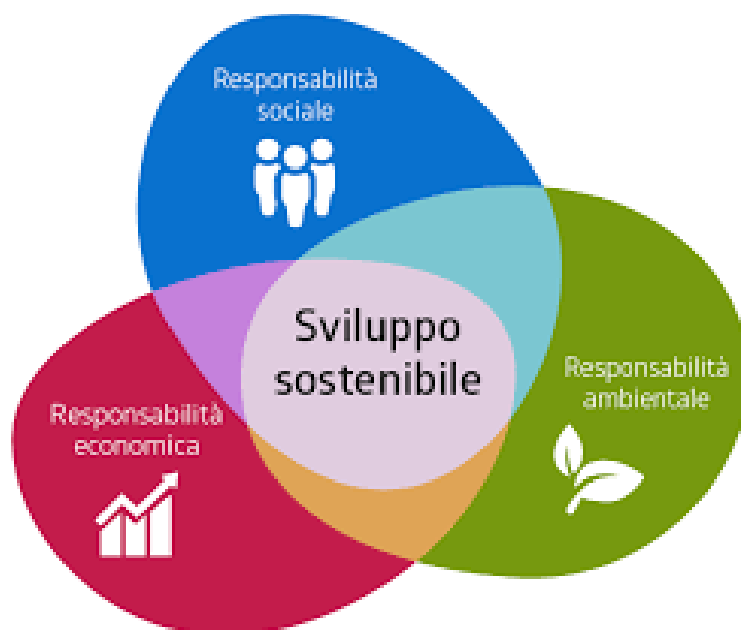 Responsabilità
sociale
Sviluppo
sostenibile
Responsabilità
ambientale
Responsabilità
economica